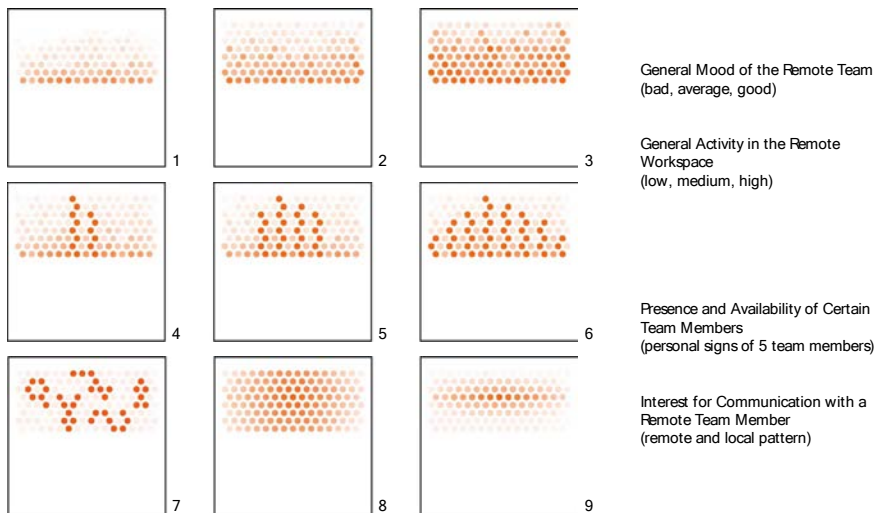 1
2
3
General Mood of the Remote Team
(bad, average, good)
General Activity in the Remote
Workspace
(low, medium, high)
4
5
6
Presence and Availability of Certain
Team Members
(personal signs of 5 team members)
7
8
9
Interest for Communication with a
Remote Team Member
(remote and local pattern)